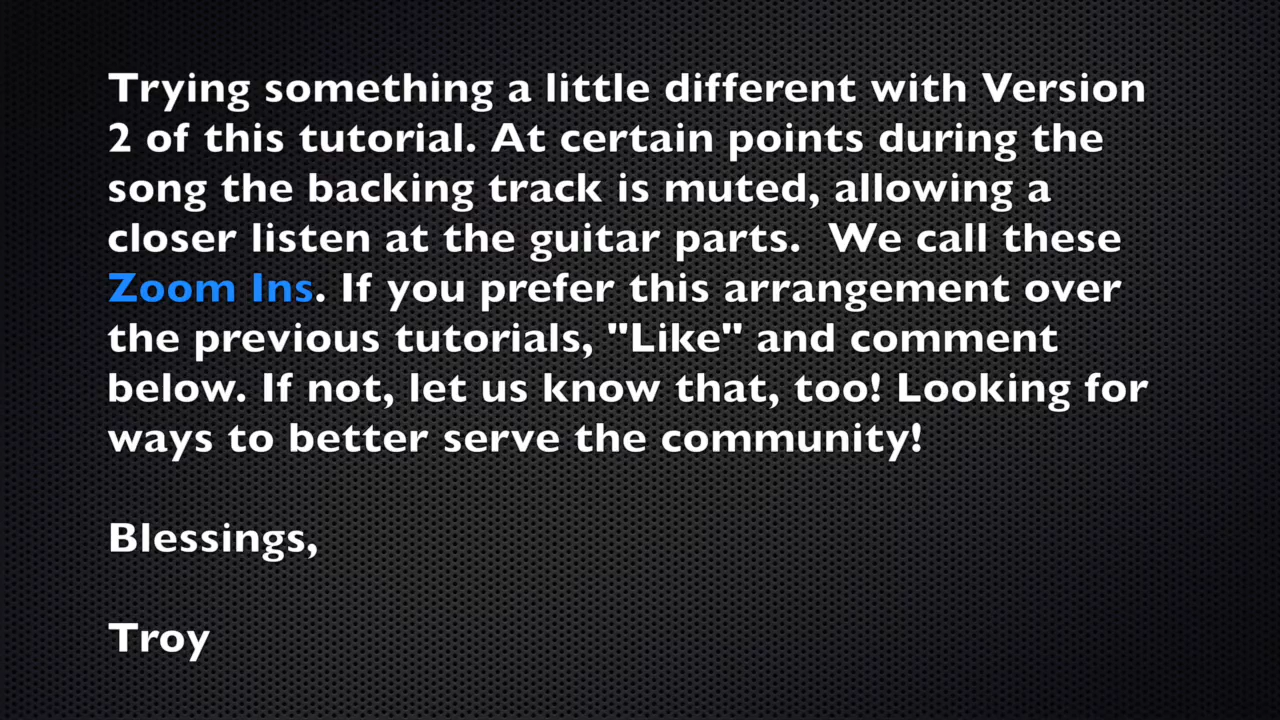 Trying something a little different with Version
2 of this tutorial. At certain points during the
song the backing track is muted, allowing a
closer listen at the guitar parts.  We call these
Zoom Ins. If you prefer this arrangement over
the previous tutorials, "Like" and comment
below. If not, let us know that, too! Looking for
ways to better serve the community!
Blessings,
Troy